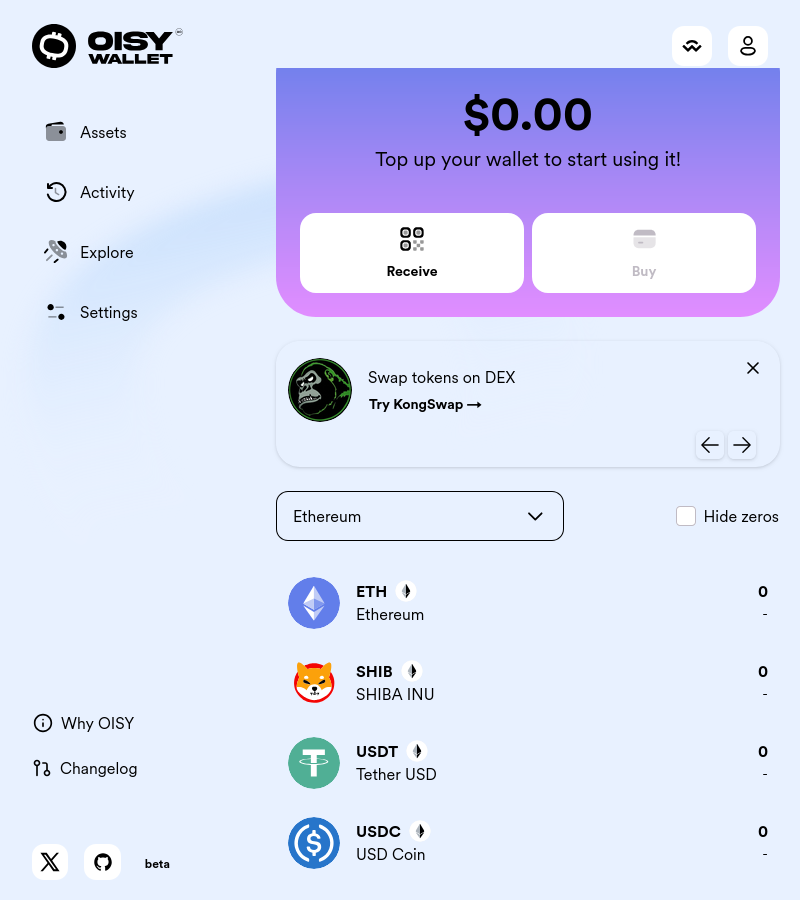 OISY
WALLET
$0.00
Top up your wallet to start using it!
Receive
Buy
Assets
Activity
Explore
Settings
Swap tokens on DEX
Try KongSwap →
Ethereum
Hide zeros
ETH
Ethereum
0
-
SHIB
SHIBA INU
0
-
USDT
Tether USD
0
-
USDC
USD Coin
0
-
Why OISY
Changelog
beta